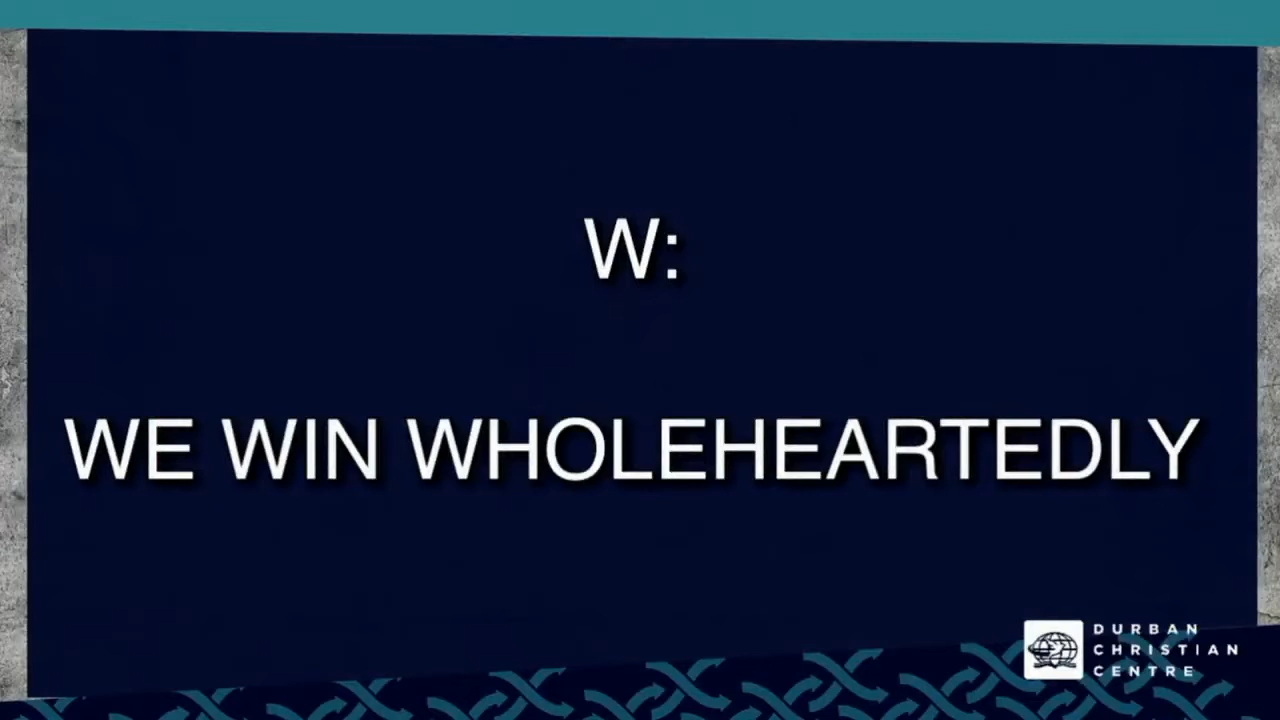 W:
WE WIN WHOLEHEARTEDLY
DURBAN
CHRISTIAN
CENTRE